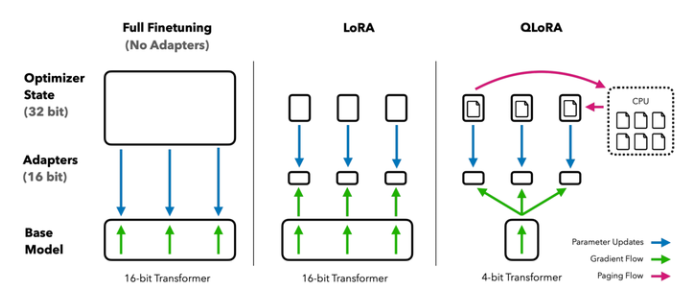 Full Finetuning
(No Adapters)
LoRA
QLoRA
Optimizer
State
(32 bit)
CPU
Adapters
(16 bit)
Base
Model
Parameter Updates
Gradient Flow
Paging Flow
16-bit Transformer
16-bit Transformer
4-bit Transformer